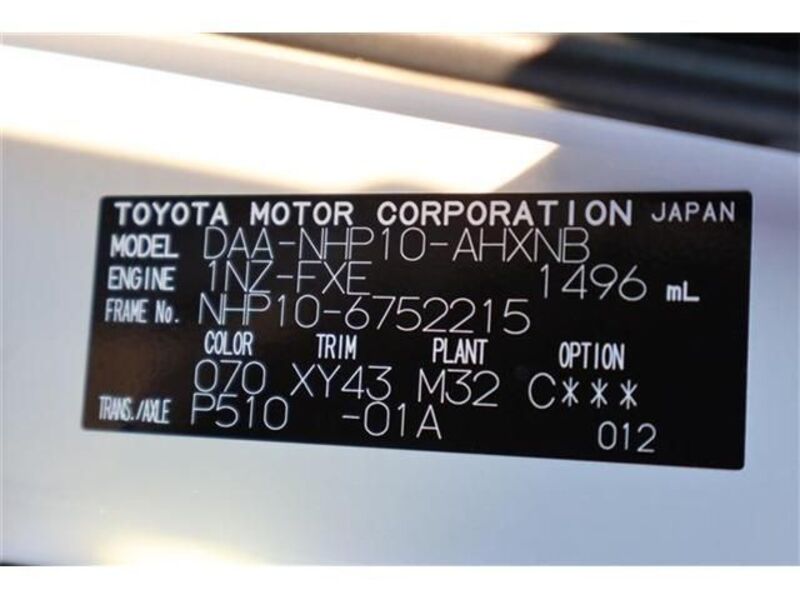 TOYOTA MOTOR CORPORATION JAPAN
MODEL DAA-NHP10-AHXNB
ENGINE 1NZ-FXE 1496 mL
FRAME No. NHP10-6752215
COLOR TRIM PLANT OPTION
070 XY43 M32 C***
TRANS./AXLE P510 -01A 012